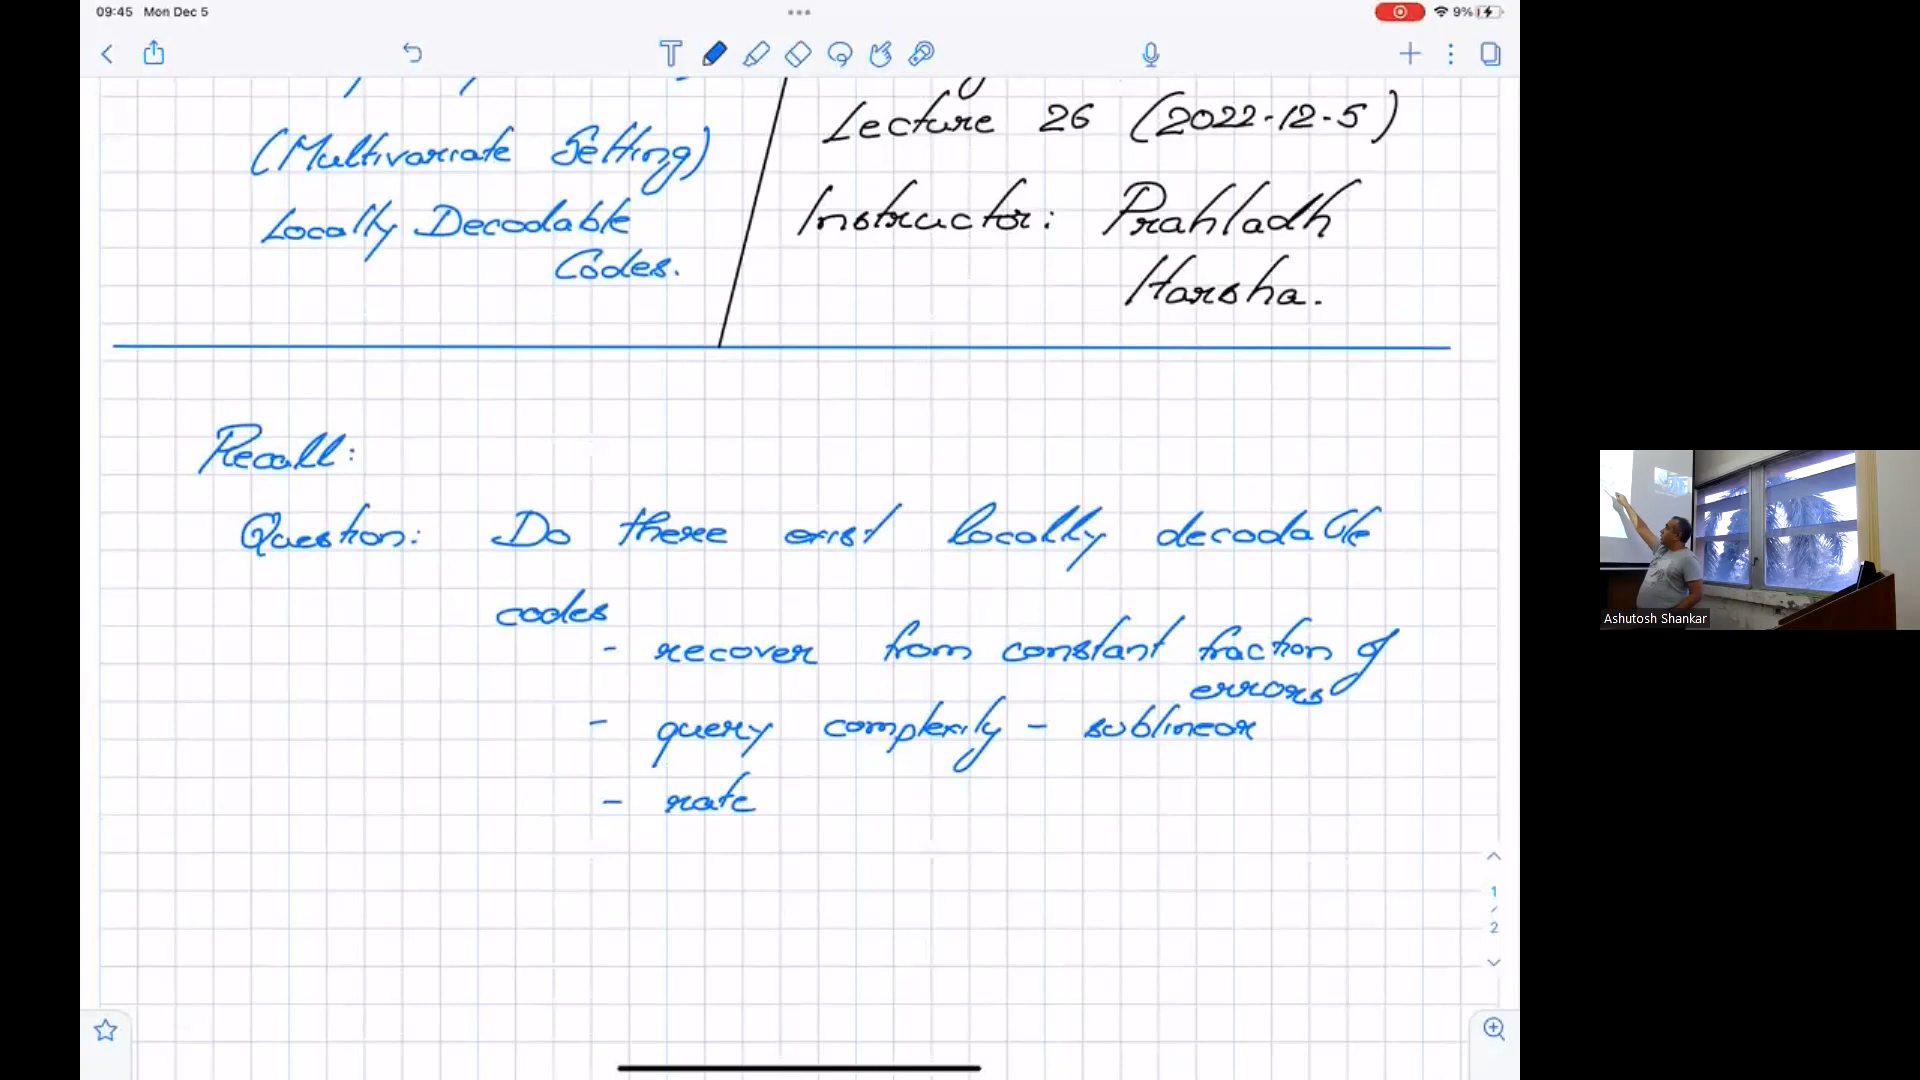 09:45 Mon Dec 5
9%
(Multivariate Setting)
Locally Decodable
Codes.
Lecture 26 (2022-12-5)
Instructor: Prahladh
Harsha.
Recall:
Question: Do there exist locally decodable
codes
- recover from constant fraction of
errors
- query complexity - sublinear
- rate
1
/
2
Ashutosh Shankar